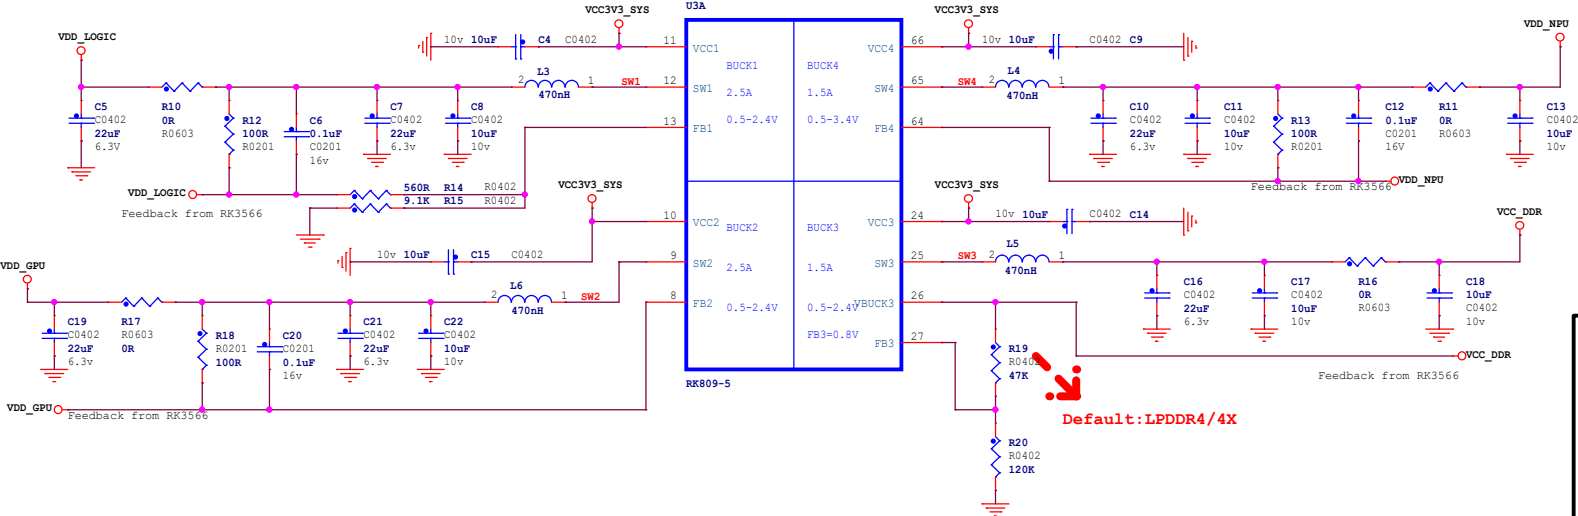 U3A
VCC3V3_SYS
VCC3V3_SYS
VDD_LOGIC
10v 10uF C4 C0402
11 VCC1
BUCK1
2.5A
0.5-2.4V
BUCK4
1.5A
0.5-3.4V
VCC4 66
10v 10uF C0402 C9
VDD_NPU
L3
2 1
470nH
SW1
12 SW1
SW4 65
SW4
L4
2 1
470nH
C5
C0402
22uF
6.3V
R10
0R
R0603
R12
100R
R0201
C6
0.1uF
C0201
16v
C7
C0402
22uF
6.3v
C8
C0402
10uF
10v
13 FB1
FB4 64
C10
C0402
22uF
6.3v
C11
C0402
10uF
10v
R13
100R
R0201
C12
0.1uF
C0201
16V
R11
0R
R0603
C13
C0402
10uF
10v
VDD_LOGIC
Feedback from RK3566
560R R14 R0402
9.1K R15 R0402
VDD_NPU
Feedback from RK3566
VCC3V3_SYS
VCC3V3_SYS
10 VCC2
BUCK2
2.5A
0.5-2.4V
BUCK3
1.5A
0.5-2.4V
FB3=0.8V
VCC3 24
10v 10uF C0402 C14
VCC_DDR
10v 10uF C15 C0402
9 SW2
SW3 25
SW3
L5
2 1
470nH
VDD_GPU
L6
2 1
470nH
SW2
8 FB2
VBUCK3 26
FB3 27
C16
C0402
22uF
6.3v
C17
C0402
10uF
10v
R16
0R
R0603
C18
10uF
C0402
10v
C19
C0402
22uF
6.3v
R17
R0603
0R
R18
R0201
100R
C20
C0201
0.1uF
16v
C21
C0402
22uF
6.3v
C22
C0402
10uF
10v
R19
R0402
47K
VCC_DDR
Feedback from RK3566
RK809-5
VDD_GPU
Feedback from RK3566
Default:LPDDR4/4X
R20
R0402
120K